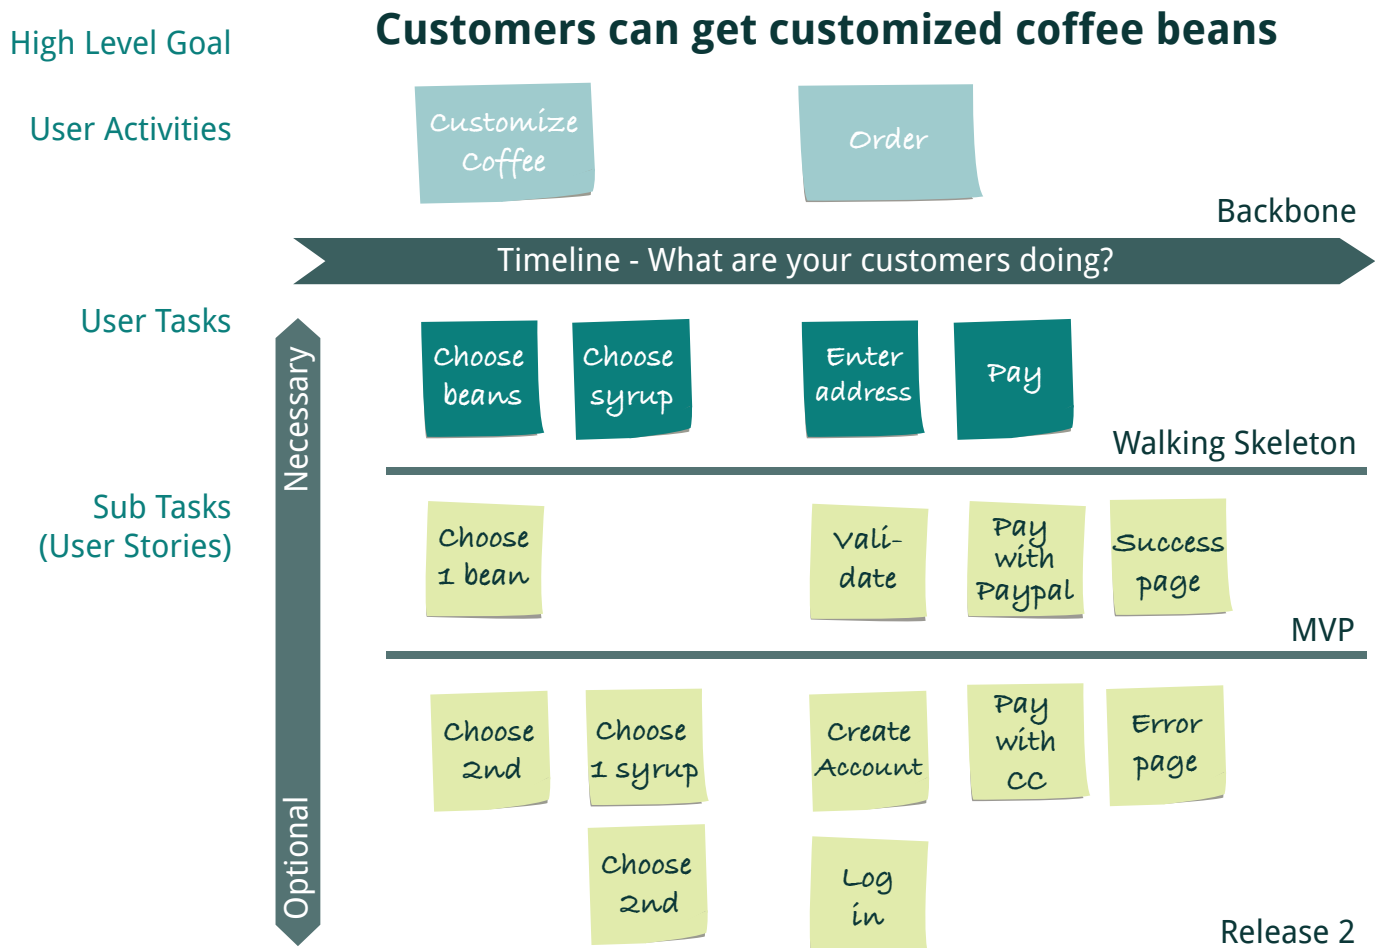 Customers can get customized coffee beans
High Level Goal
User Activities
Customize
Coffee
Order
Backbone
Timeline - What are your customers doing?
User Tasks
Necessary
Choose
beans
Choose
syrup
Enter
address
Pay
Walking Skeleton
Sub Tasks
(User Stories)
Choose
1 bean
Vali-
date
Pay
with
Paypal
Success
page
MVP
Choose
2nd
Choose
1 syrup
Create
Account
Pay
with
CC
Error
page
Optional
Choose
2nd
Log
in
Release 2